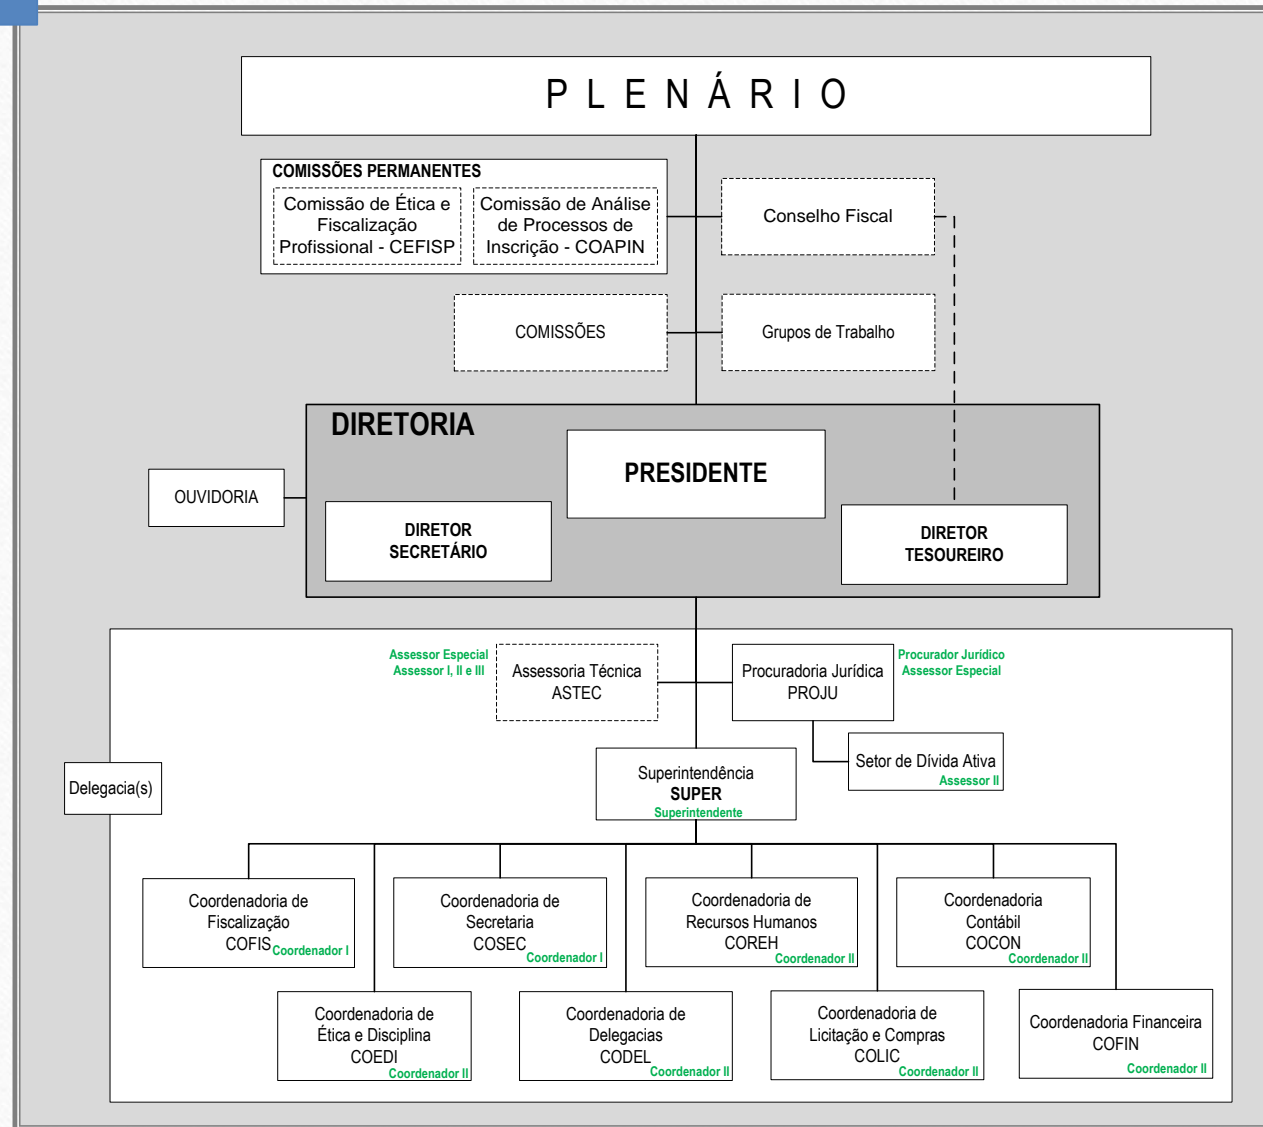 PLENÁRIO
COMISSÕES PERMANENTES
Comissão de Ética e
Fiscalização
Profissional - CEFISP
Comissão de Análise
de Processos de
Inscrição - COAPIN
Conselho Fiscal
COMISSÕES
Grupos de Trabalho
DIRETORIA
PRESIDENTE
OUVIDORIA
DIRETOR
SECRETÁRIO
DIRETOR
TESOUREIRO
Assessor Especial
Assessor I, II e III
Assessoria Técnica
ASTEC
Procuradoria Jurídica
PROJU
Procurador Jurídico
Assessor Especial
Setor de Dívida Ativa
Assessor II
Delegacia(s)
Superintendência
SUPER
Superintendente
Coordenadoria de
Fiscalização
COFIS
Coordenador I
Coordenadoria de
Secretaria
COSEC
Coordenador I
Coordenadoria de
Recursos Humanos
COREH
Coordenador II
Coordenadoria
Contábil
COCON
Coordenador II
Coordenadoria de
Ética e Disciplina
COEDI
Coordenador II
Coordenadoria de
Delegacias
CODEL
Coordenador II
Coordenadoria de
Licitação e Compras
COLIC
Coordenador II
Coordenadoria Financeira
COFIN
Coordenador II